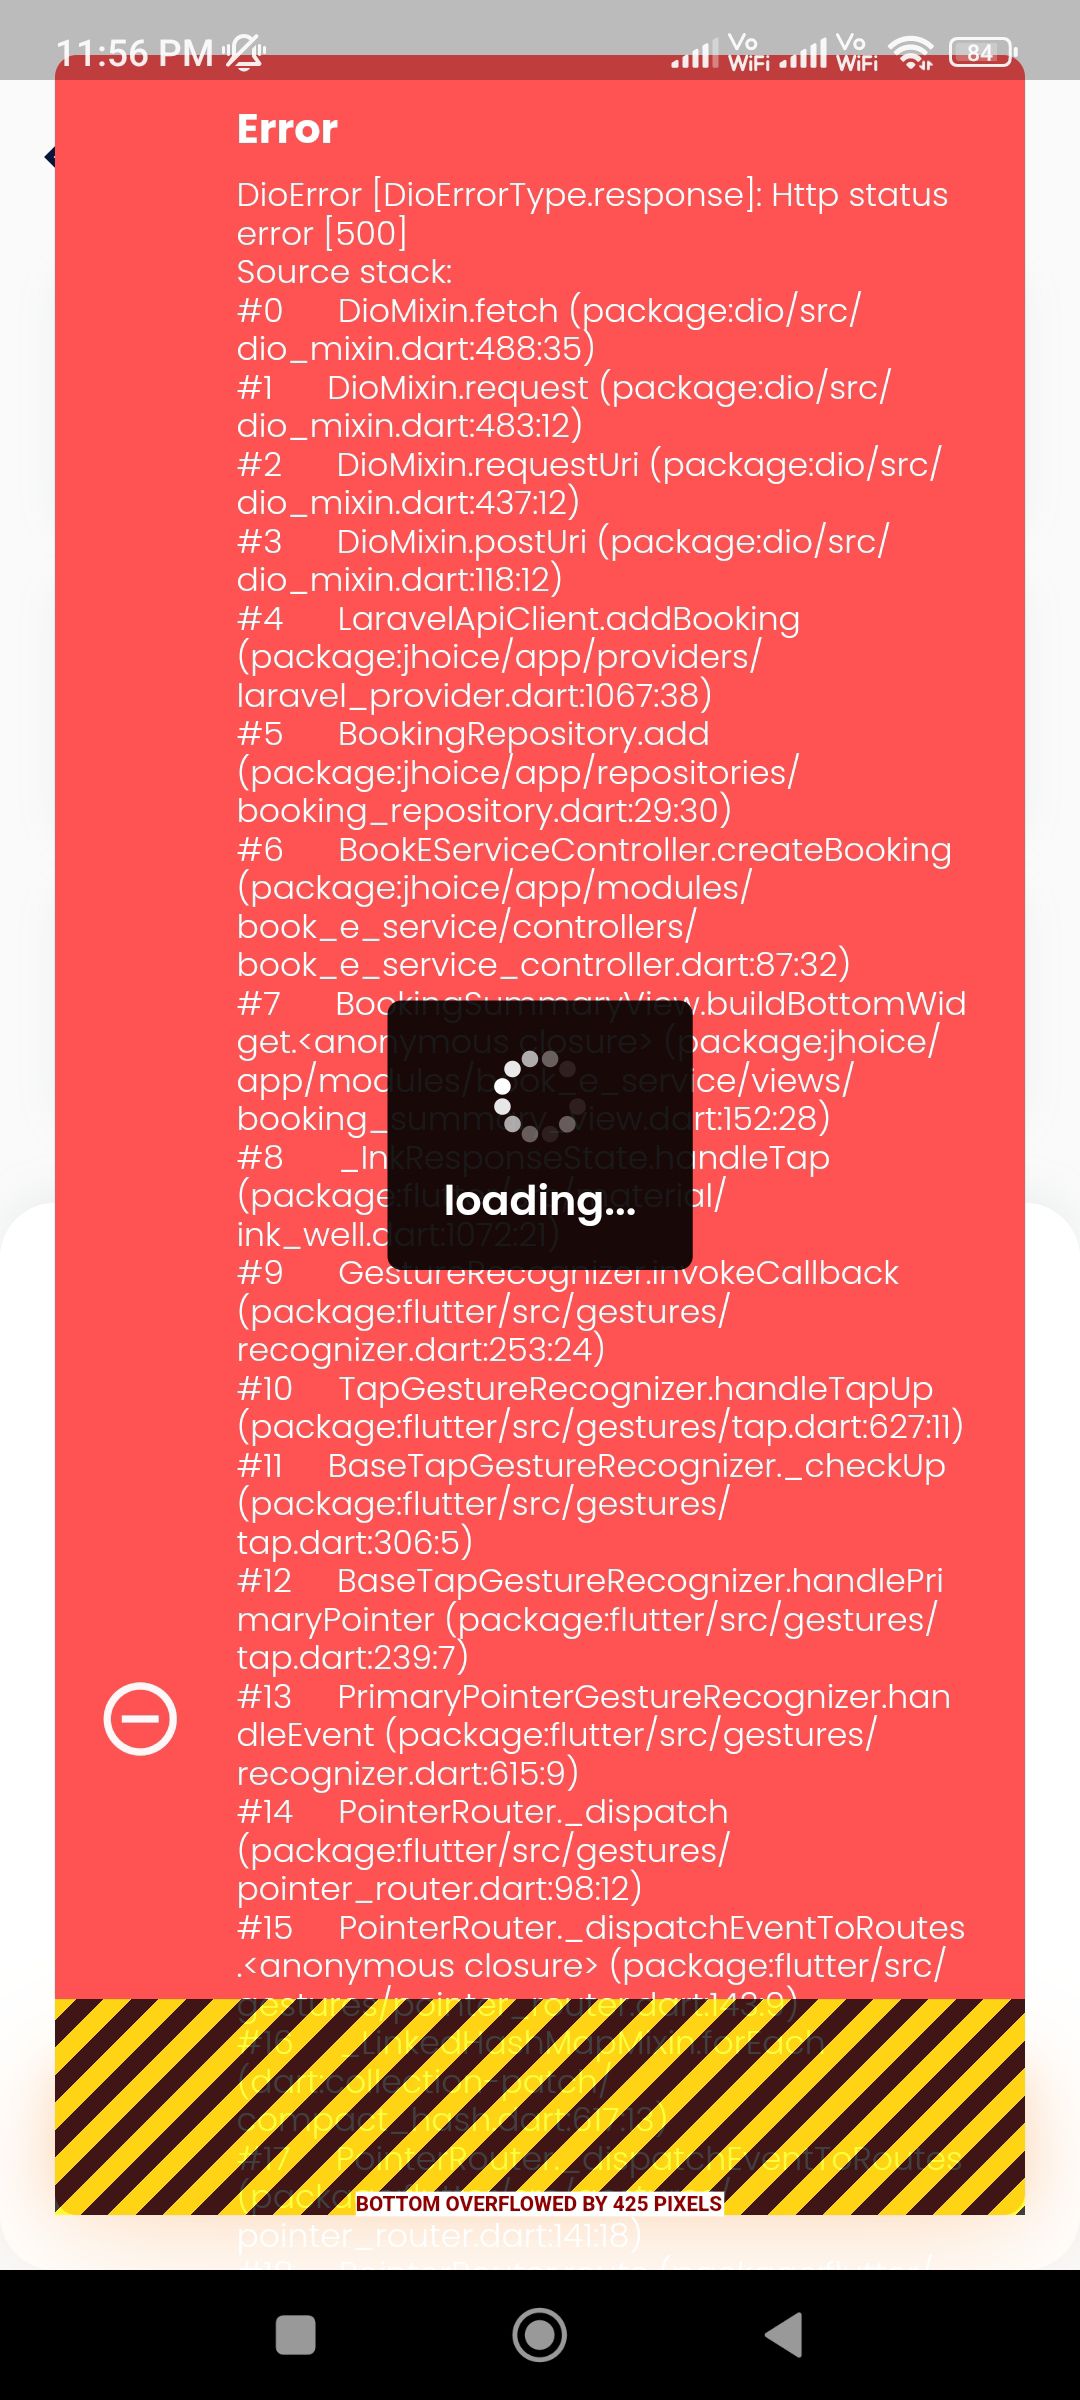 11:56 PM
Vo WiFi
Vo WiFi
84
Error
DioError [DioErrorType.response]: Http status
error [500]
Source stack:
#0 DioMixin.fetch (package:dio/src/
dio_mixin.dart:488:35)
#1 DioMixin.request (package:dio/src/
dio_mixin.dart:483:12)
#2 DioMixin.requestUri (package:dio/src/
dio_mixin.dart:437:12)
#3 DioMixin.postUri (package:dio/src/
dio_mixin.dart:118:12)
#4 LaravelApiClient.addBooking
(package:jhoice/app/providers/
laravel_provider.dart:1067:38)
#5 BookingRepository.add
(package:jhoice/app/repositories/
booking_repository.dart:29:30)
#6 BookEServiceController.createBooking
(package:jhoice/app/modules/
book_e_service/controllers/
book_e_service_controller.dart:87:32)
#7 BookingSummaryView.buildBottomWid
get.<anonymous closure> (package:jhoice/
app/modules/book_e_service/views/
booking_summary_view.dart:152:28)
#8 _InkResponseState.handleTap
(package:flutter/src/material/
ink_well.dart:1072:21)
loading...
#9 GestureRecognizer.invokeCallback
(package:flutter/src/gestures/
recognizer.dart:253:24)
#10 TapGestureRecognizer.handleTapUp
(package:flutter/src/gestures/tap.dart:627:11)
#11 BaseTapGestureRecognizer._checkUp
(package:flutter/src/gestures/
tap.dart:306:5)
#12 BaseTapGestureRecognizer.handlePri
maryPointer (package:flutter/src/gestures/
tap.dart:239:7)
#13 PrimaryPointerGestureRecognizer.han
dleEvent (package:flutter/src/gestures/
recognizer.dart:615:9)
#14 PointerRouter._dispatch
(package:flutter/src/gestures/
pointer_router.dart:98:12)
#15 PointerRouter._dispatchEventToRoutes
.<anonymous closure> (package:flutter/src/
gestures/pointer_router.dart:143:9)
#16 _LinkedHashMapMixin.forEach
(dart:collection-patch/
compact_hash.dart:617:13)
#17 PointerRouter._dispatchEventToRoutes
BOTTOM OVERFLOWED BY 425 PIXELS
pointer_router.dart:141:18)